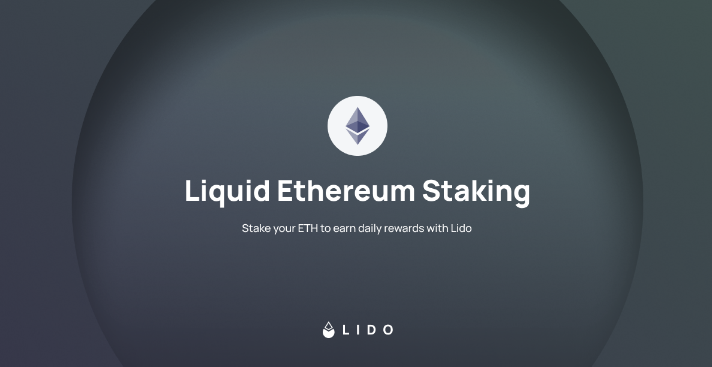 Liquid Ethereum Staking
Stake your ETH to earn daily rewards with Lido
LIDO